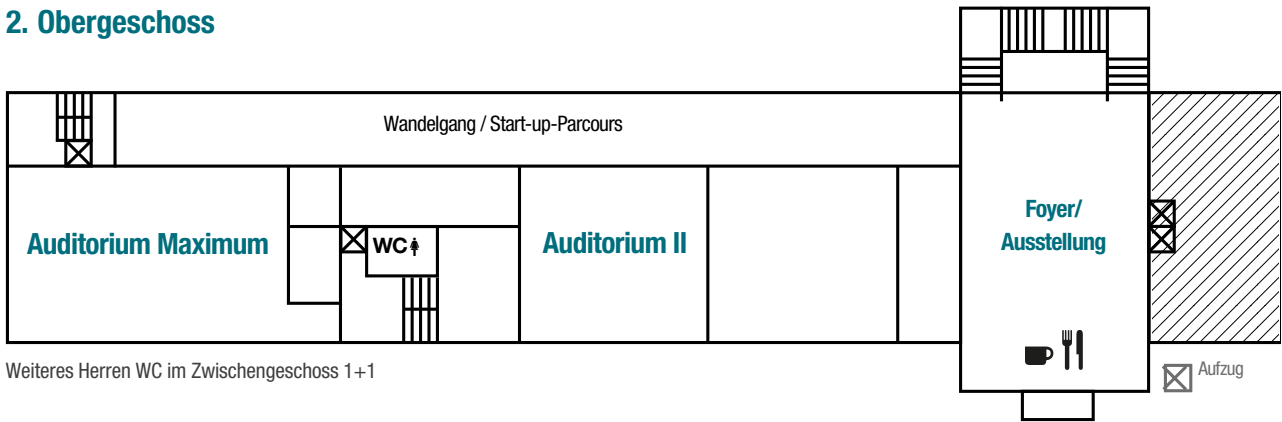 2. Obergeschoss
Wandelgang / Start-up-Parcours
Auditorium Maximum
WC
Auditorium II
Foyer/
Ausstellung
Weiteres Herren WC im Zwischengeschoss 1+1
Aufzug